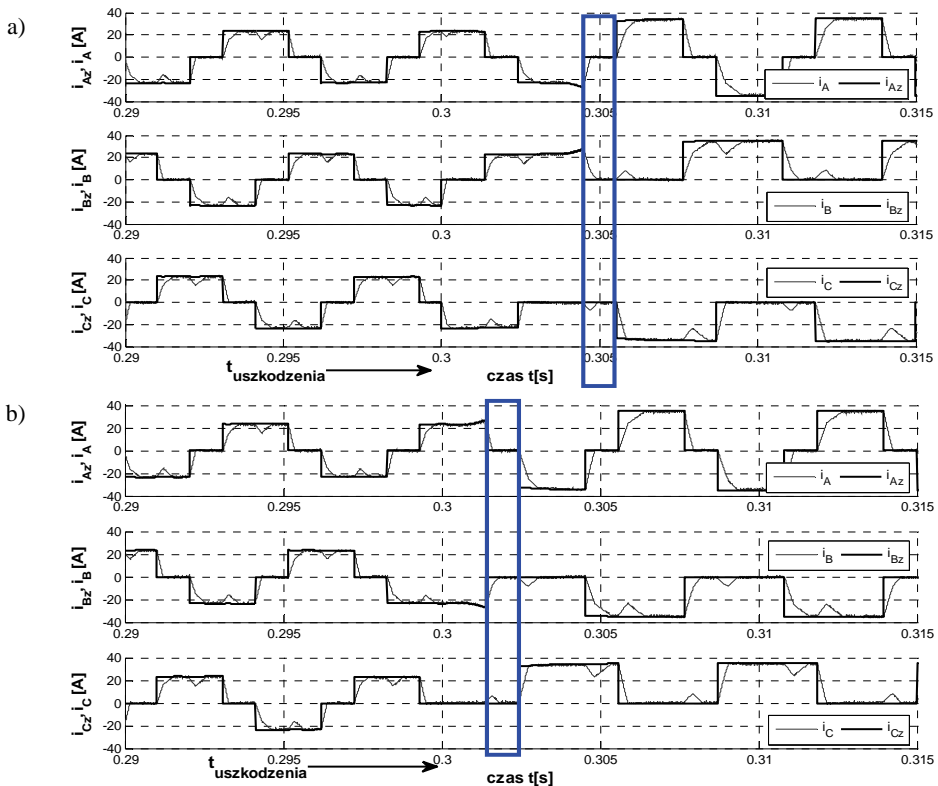 a)
i_Az, i_A [A]
40
20
0
-20
-40
0.29 0.295 0.3 0.305 0.31 0.315
i_A i_Az
i_Bz, i_B [A]
40
20
0
-20
-40
0.29 0.295 0.3 0.305 0.31 0.315
i_B i_Bz
i_Cz, i_C [A]
40
20
0
-20
-40
0.29 0.295 0.3 0.305 0.31 0.315
i_C i_Cz
t_uszkodzenia czas t[s]
b)
i_Az, i_A [A]
40
20
0
-20
-40
0.29 0.295 0.3 0.305 0.31 0.315
i_A i_Az
i_Bz, i_B [A]
40
20
0
-20
-40
0.29 0.295 0.3 0.305 0.31 0.315
i_B i_Bz
i_Cz, i_C [A]
40
20
0
-20
-40
0.29 0.295 0.3 0.305 0.31 0.315
i_C i_Cz
t_uszkodzenia czas t[s]